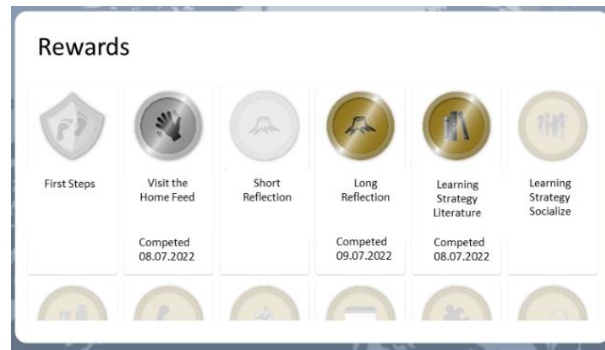 Rewards
First Steps
Visit the
Home Feed
Competed
08.07.2022
Short
Reflection
Long
Reflection
Competed
09.07.2022
Learning
Strategy
Literature
Competed
08.07.2022
Learning
Strategy
Socialize